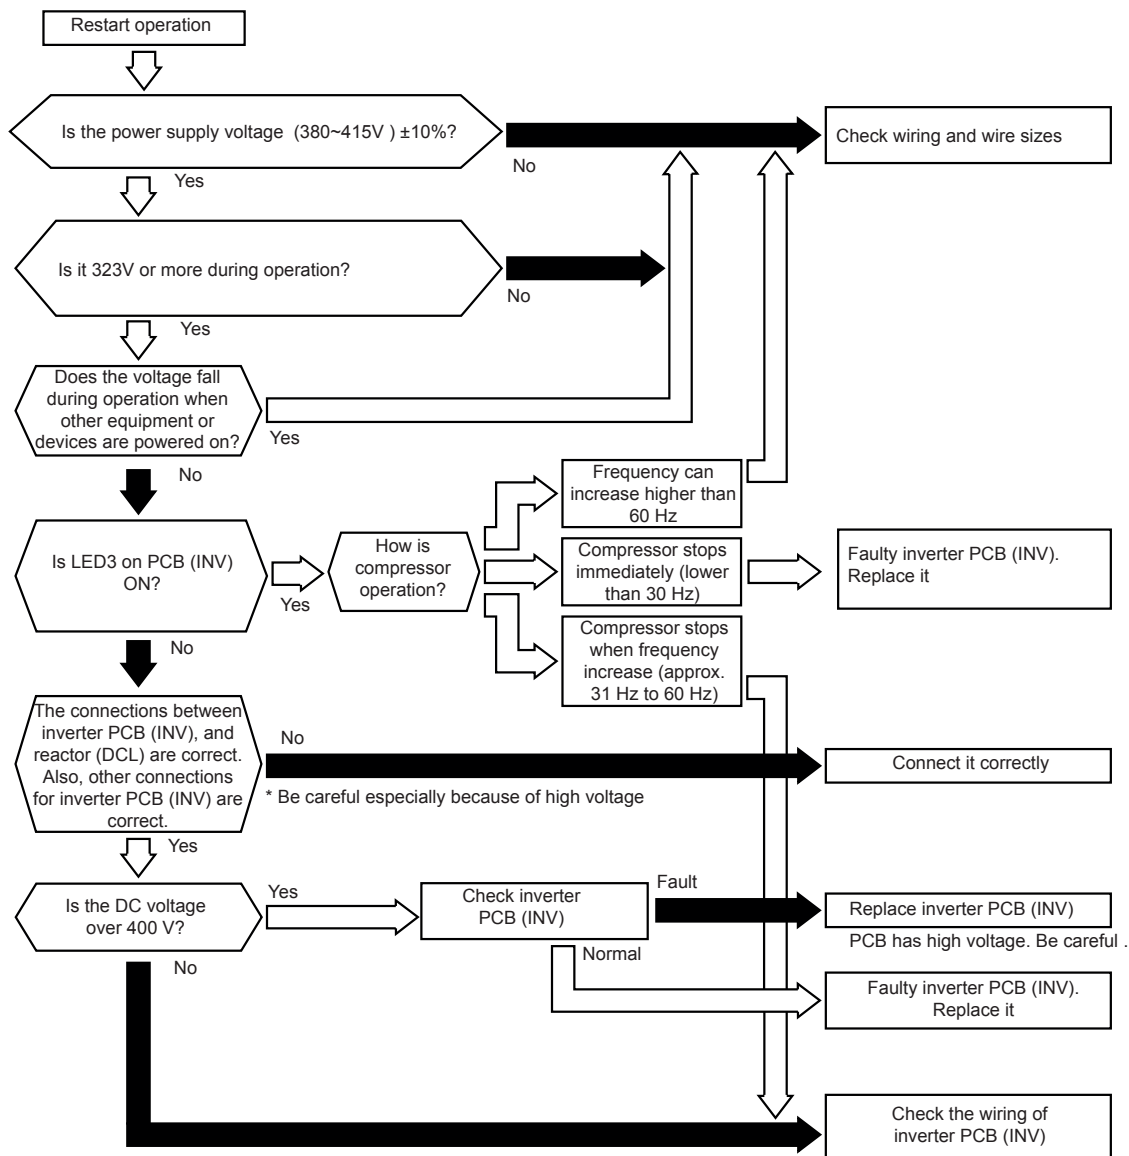 Restart operation
Is the power supply voltage (380~415V ) ±10%?
No
Check wiring and wire sizes
Yes
Is it 323V or more during operation?
No
Yes
Does the voltage fall
during operation when
other equipment or
devices are powered on?
Yes
No
Is LED3 on PCB (INV)
ON?
Yes
How is
compressor
operation?
Frequency can
increase higher than
60 Hz
Compressor stops
immediately (lower
than 30 Hz)
Faulty inverter PCB (INV).
Replace it
Compressor stops
when frequency
increase (approx.
31 Hz to 60 Hz)
No
The connections between
inverter PCB (INV), and
reactor (DCL) are correct.
Also, other connections
for inverter PCB (INV) are
correct.
No
* Be careful especially because of high voltage
Connect it correctly
Yes
Is the DC voltage
over 400 V?
Yes
Check inverter
PCB (INV)
Fault
Replace inverter PCB (INV)
PCB has high voltage. Be careful .
Normal
Faulty inverter PCB (INV).
Replace it
No
Check the wiring of
inverter PCB (INV)